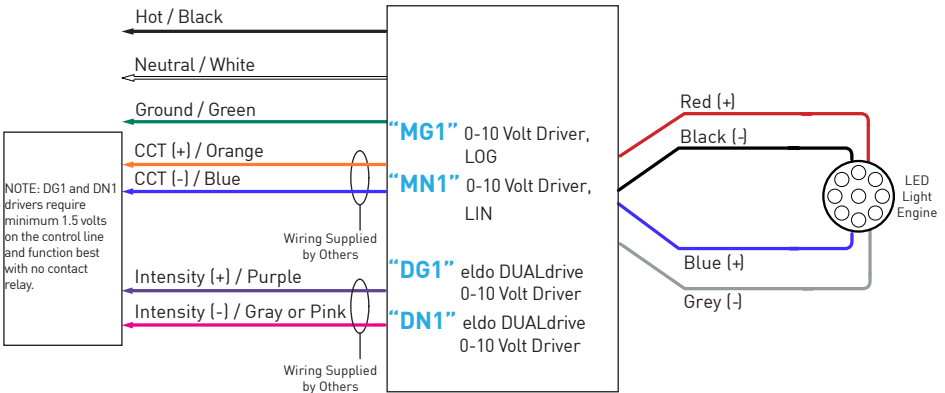 Hot / Black
Neutral / White
Ground / Green
CCT (+) / Orange
CCT (-) / Blue
NOTE: DG1 and DN1
drivers require
minimum 1.5 volts
on the control line
and function best
with no contact
relay.
Wiring Supplied
by Others
Intensity (+) / Purple
Intensity (-) / Gray or Pink
Wiring Supplied
by Others
“MG1” 0-10 Volt Driver,
LOG
“MN1” 0-10 Volt Driver,
LIN
“DG1” eldo DUALdrive
0-10 Volt Driver
“DN1” eldo DUALdrive
0-10 Volt Driver
Red (+)
Black (-)
Blue (+)
Grey (-)
LED
Light
Engine